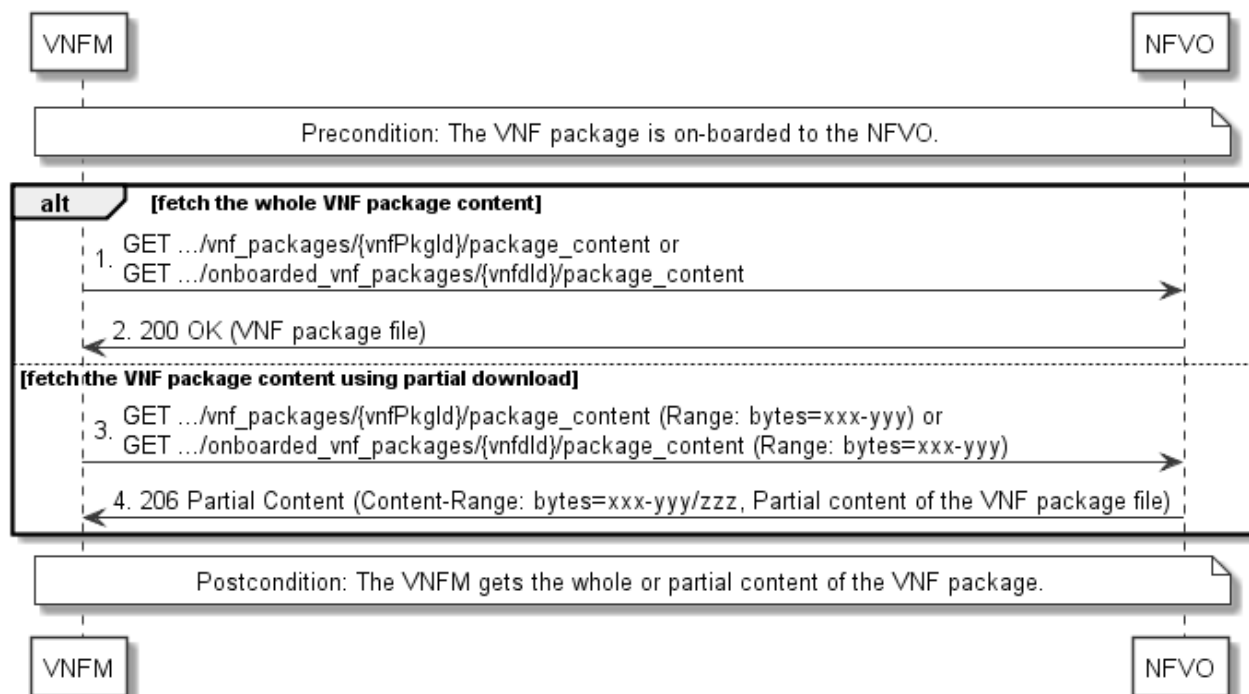 VNFM
NFVO
Precondition: The VNF package is on-boarded to the NFVO.
alt
[fetch the whole VNF package content]
1. GET .../vnf_packages/{vnfPkgId}/package_content or
GET .../onboarded_vnf_packages/{vnfdId}/package_content
2. 200 OK (VNF package file)
[fetch the VNF package content using partial download]
3. GET .../vnf_packages/{vnfPkgId}/package_content (Range: bytes=xxx-yyy) or
GET .../onboarded_vnf_packages/{vnfdId}/package_content (Range: bytes=xxx-yyy)
4. 206 Partial Content (Content-Range: bytes=xxx-yyy/zzz, Partial content of the VNF package file)
Postcondition: The VNFM gets the whole or partial content of the VNF package.
VNFM
NFVO